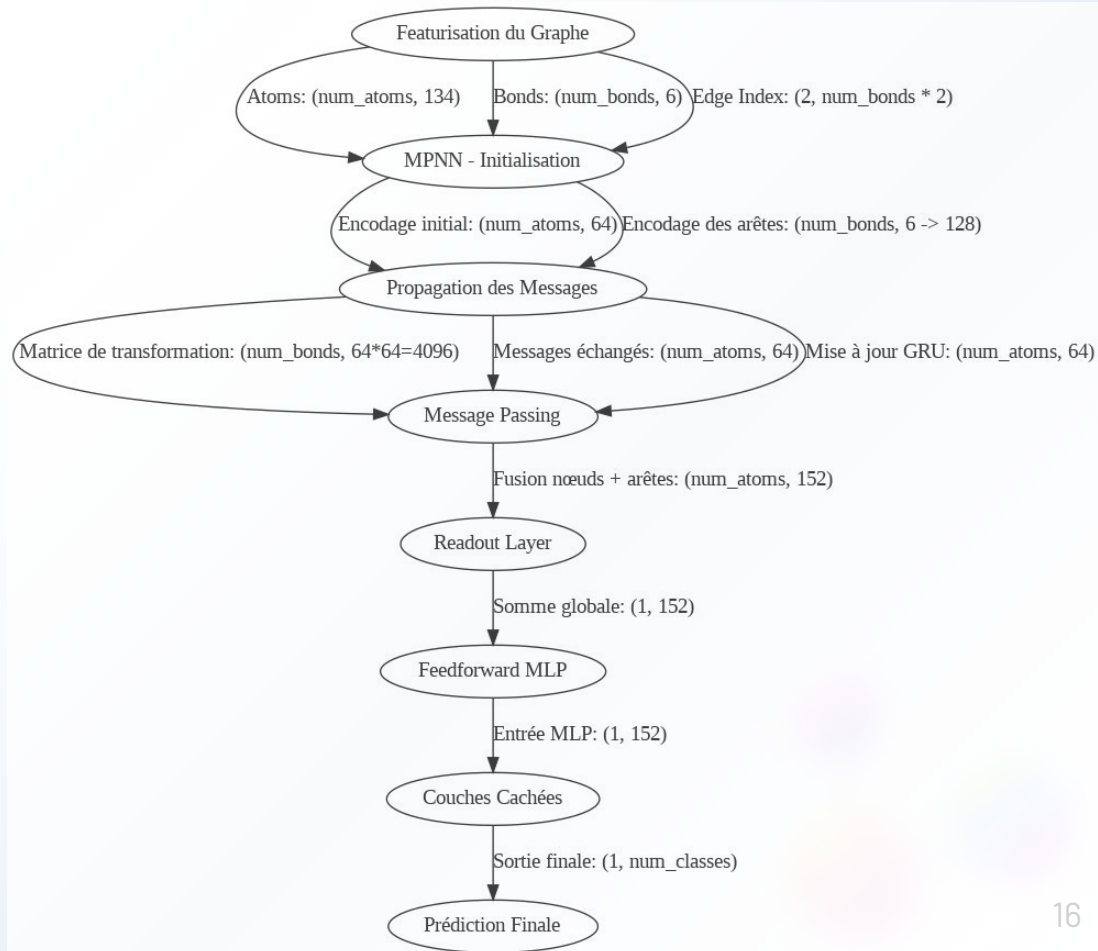 Featurisation du Graphe
Atoms: (num_atoms, 134)
Bonds: (num_bonds, 6)
Edge Index: (2, num_bonds * 2)
MPNN - Initialisation
Encodage initial: (num_atoms, 64)
Encodage des arêtes: (num_bonds, 6 -> 128)
Propagation des Messages
Matrice de transformation: (num_bonds, 64*64=4096)
Messages échangés: (num_atoms, 64)
Mise à jour GRU: (num_atoms, 64)
Message Passing
Fusion nœuds + arêtes: (num_atoms, 152)
Readout Layer
Somme globale: (1, 152)
Feedforward MLP
Entrée MLP: (1, 152)
Couches Cachées
Sortie finale: (1, num_classes)
Prédiction Finale
16